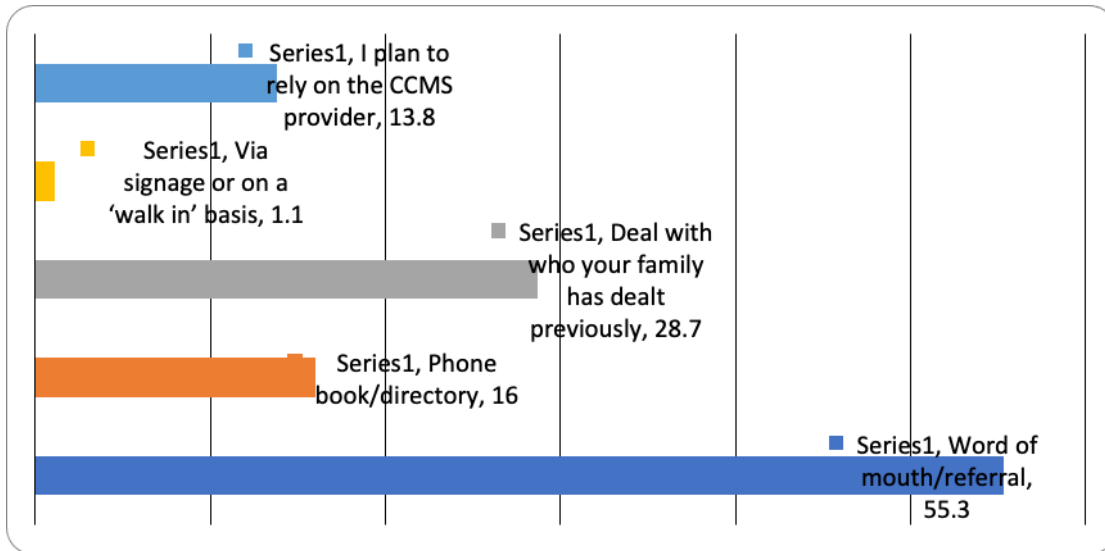 Series1, I plan to
rely on the CCMS
provider, 13.8
Series1, Via
signage or on a
‘walk in’ basis, 1.1
Series1, Deal with
who your family
has dealt
previously, 28.7
Series1, Phone
book/directory, 16
Series1, Word of
mouth/referral,
55.3